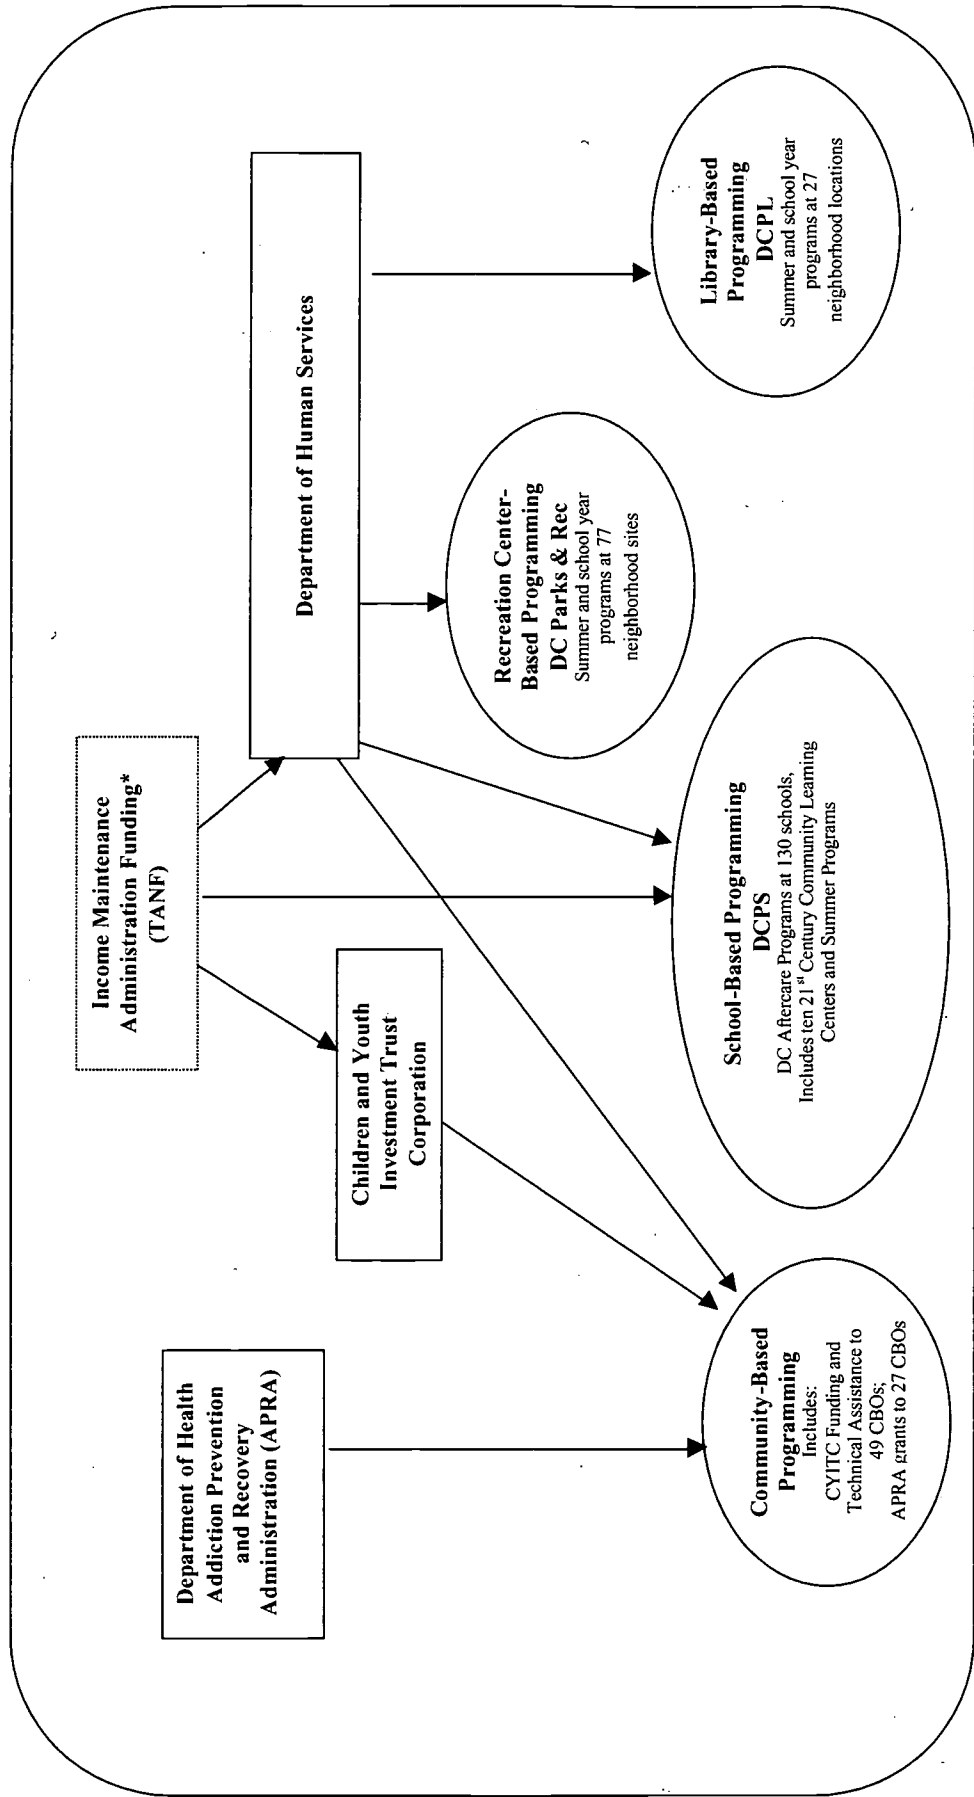 Income Maintenance
Administration Funding*
(TANF)
Department of Health
Addiction Prevention
and Recovery
Administration (APRA)
Children and Youth
Investment Trust
Corporation
Department of Human Services
Community-Based
Programming
Includes:
CYITC Funding and
Technical Assistance to
49 CBOs;
APRA grants to 27 CBOs
School-Based Programming
DCPS
DC Aftercare Programs at 130 schools,
Includes ten 21st Century Community Learning
Centers and Summer Programs
Recreation Center-
Based Programming
DC Parks & Rec
Summer and school year
programs at 77
neighborhood sites
Library-Based
Programming
DCPL
Summer and school year
programs at 27
neighborhood locations